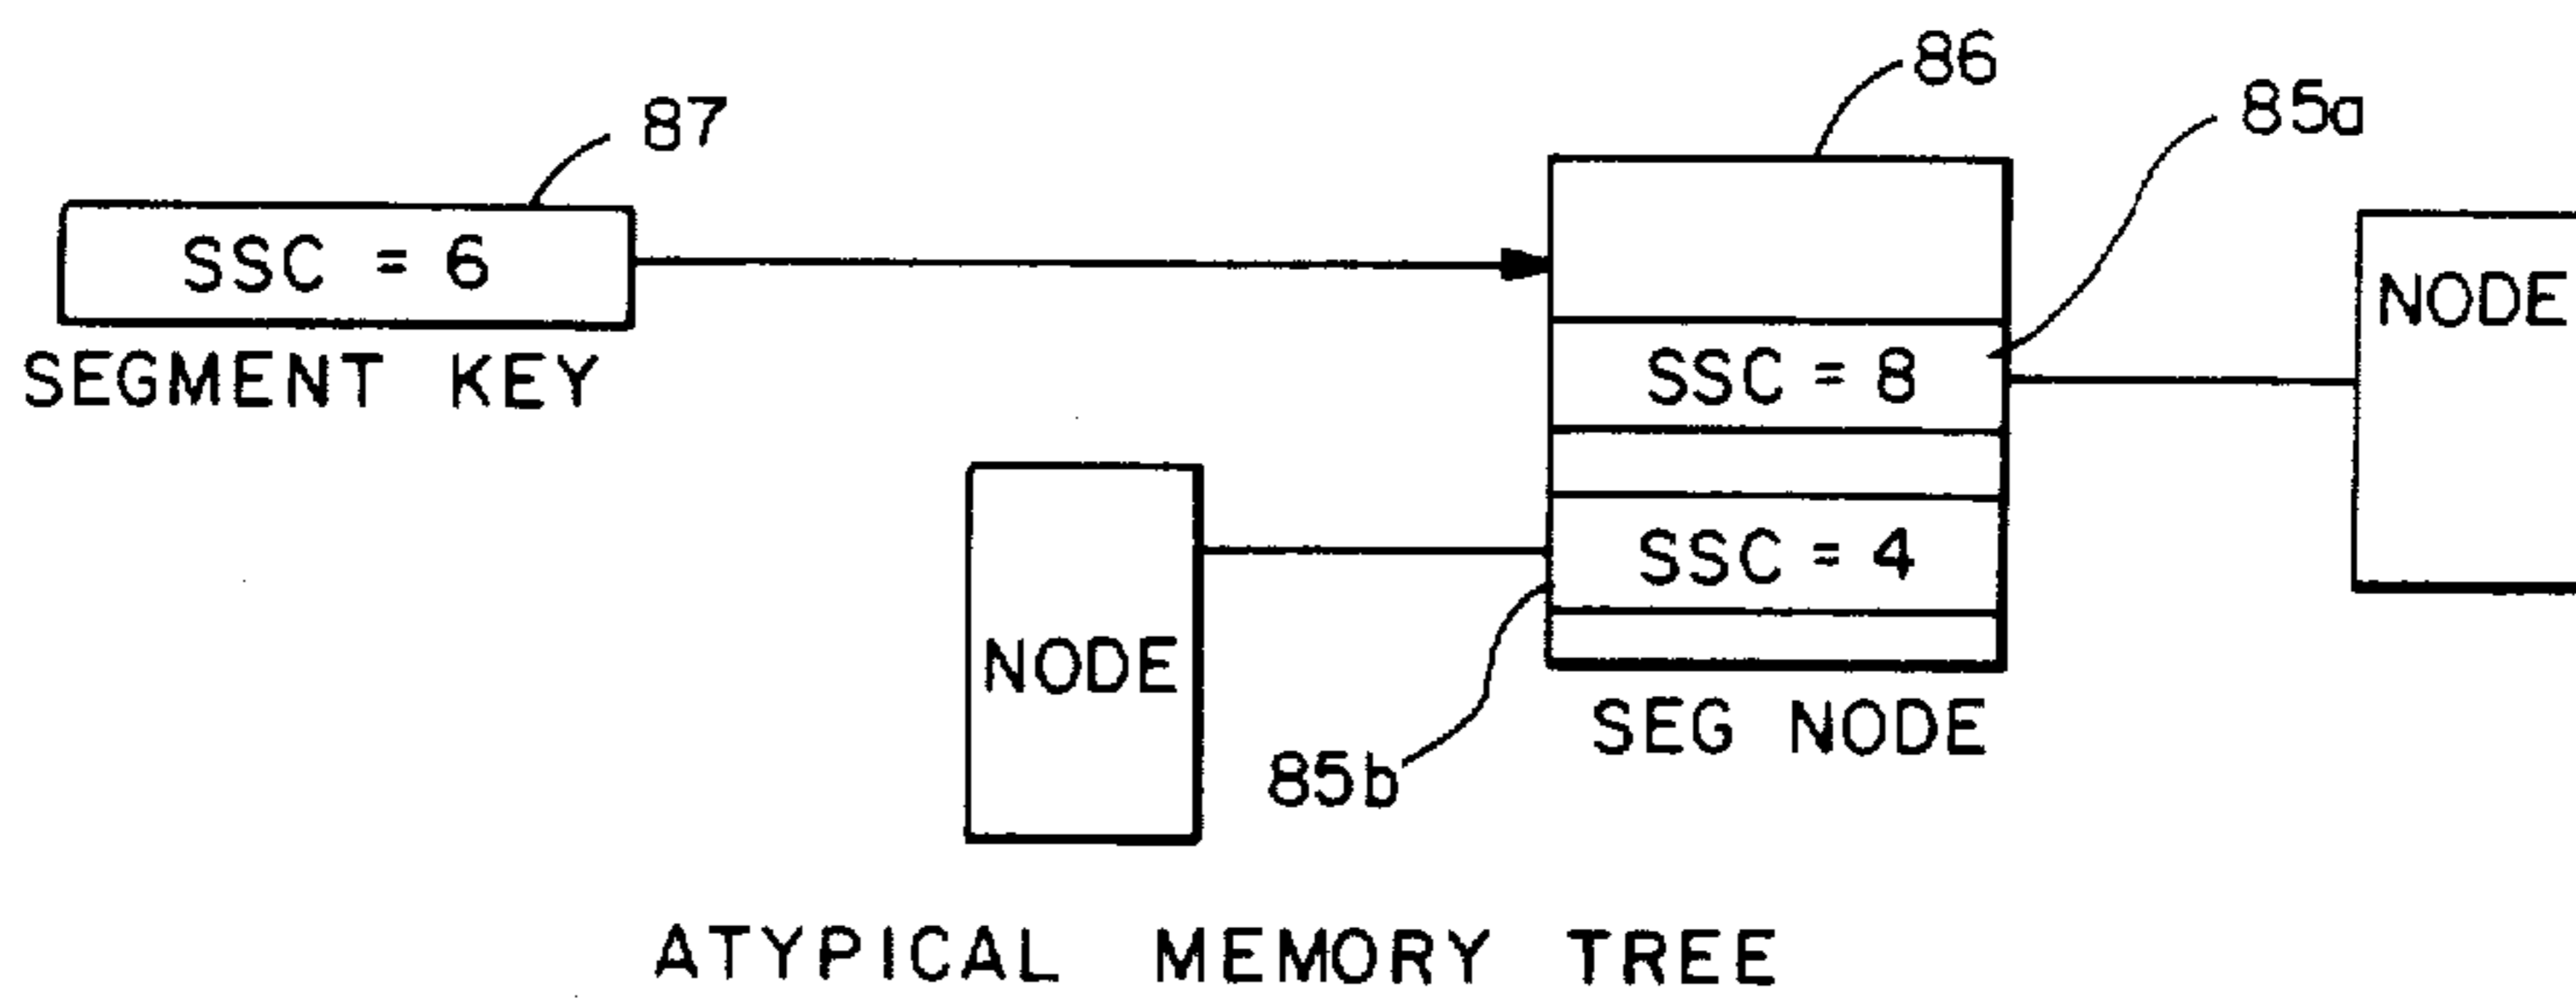 86
85a
87
SSC = 6
SEGMENT KEY
NODE
SSC = 8
SSC = 4
NODE
SEG NODE
85b
ATYPICAL MEMORY TREE